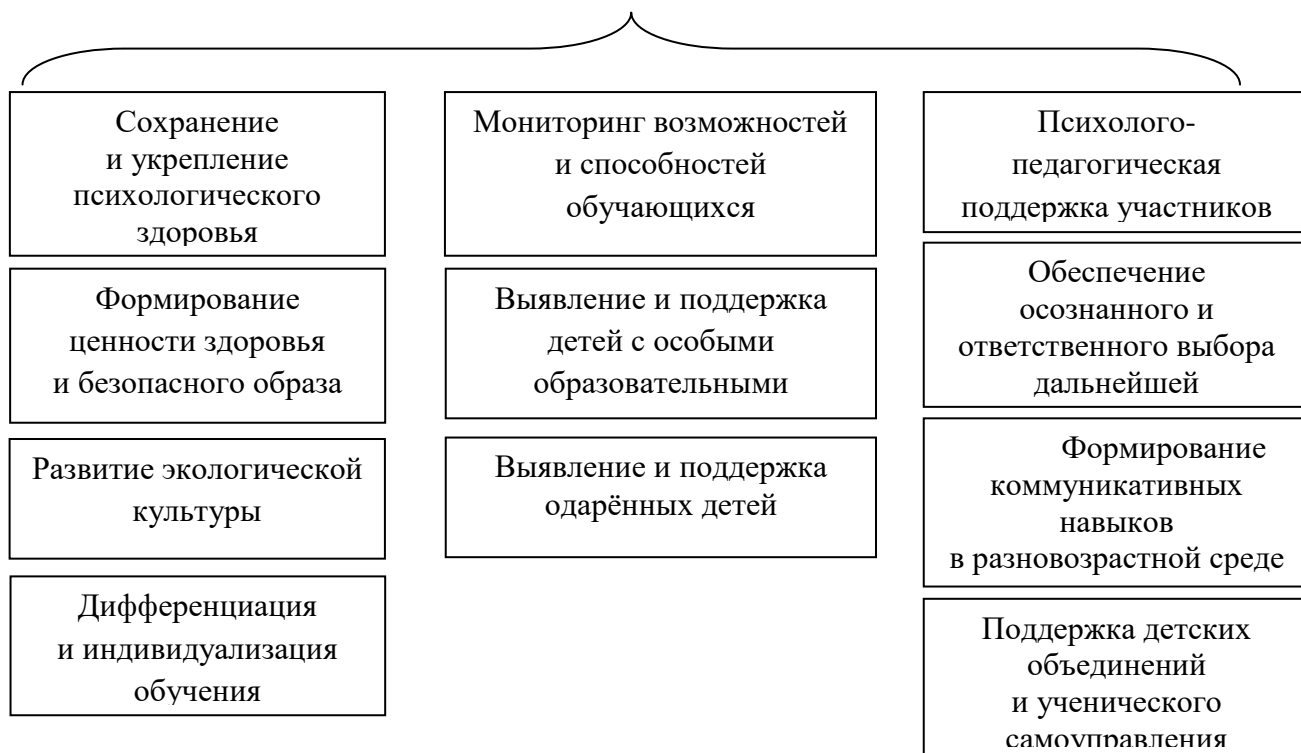 Сохранение
и укрепление
психологического
здоровья
Формирование
ценности здоровья
и безопасного образа
Развитие экологической
культуры
Дифференциация
и индивидуализация
обучения
Мониторинг возможностей
и способностей
обучающихся
Выявление и поддержка
детей с особыми
образовательными
Выявление и поддержка
одарённых детей
Психолого-
педагогическая
поддержка участников
Обеспечение
осознанного и
ответственного выбора
дальнейшей
Формирование
коммуникативных
навыков
в разновозрастной среде
Поддержка детских
объединений
и ученического
самоуправления